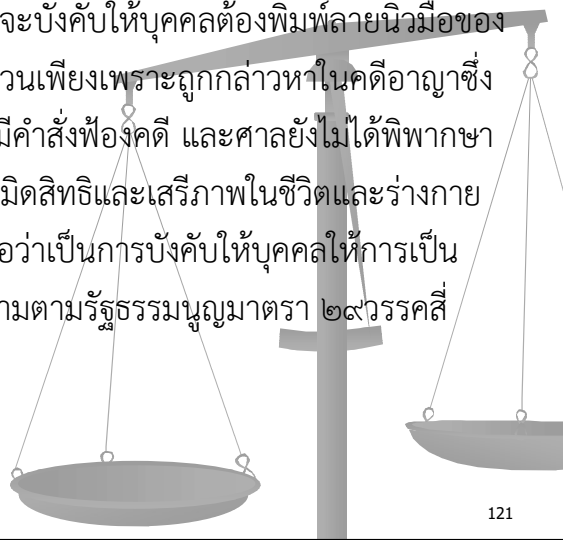 จะบังคับให้บุคคลต้องพิมพ์ลายนิ้วมือของ
วนเพียงเพราะถูกกล่าวหาในคดีอาญาซึ่ง
มีคำสั่งฟ้องคดี และศาลยังไม่ได้พิพากษา
มิดสิทธิและเสรีภาพในชีวิตและร่างกาย
อว่าเป็นการบังคับให้บุคคลให้การเป็น
ามตามรัฐธรรมนูญมาตรา ๒๙วรรคสี่
121